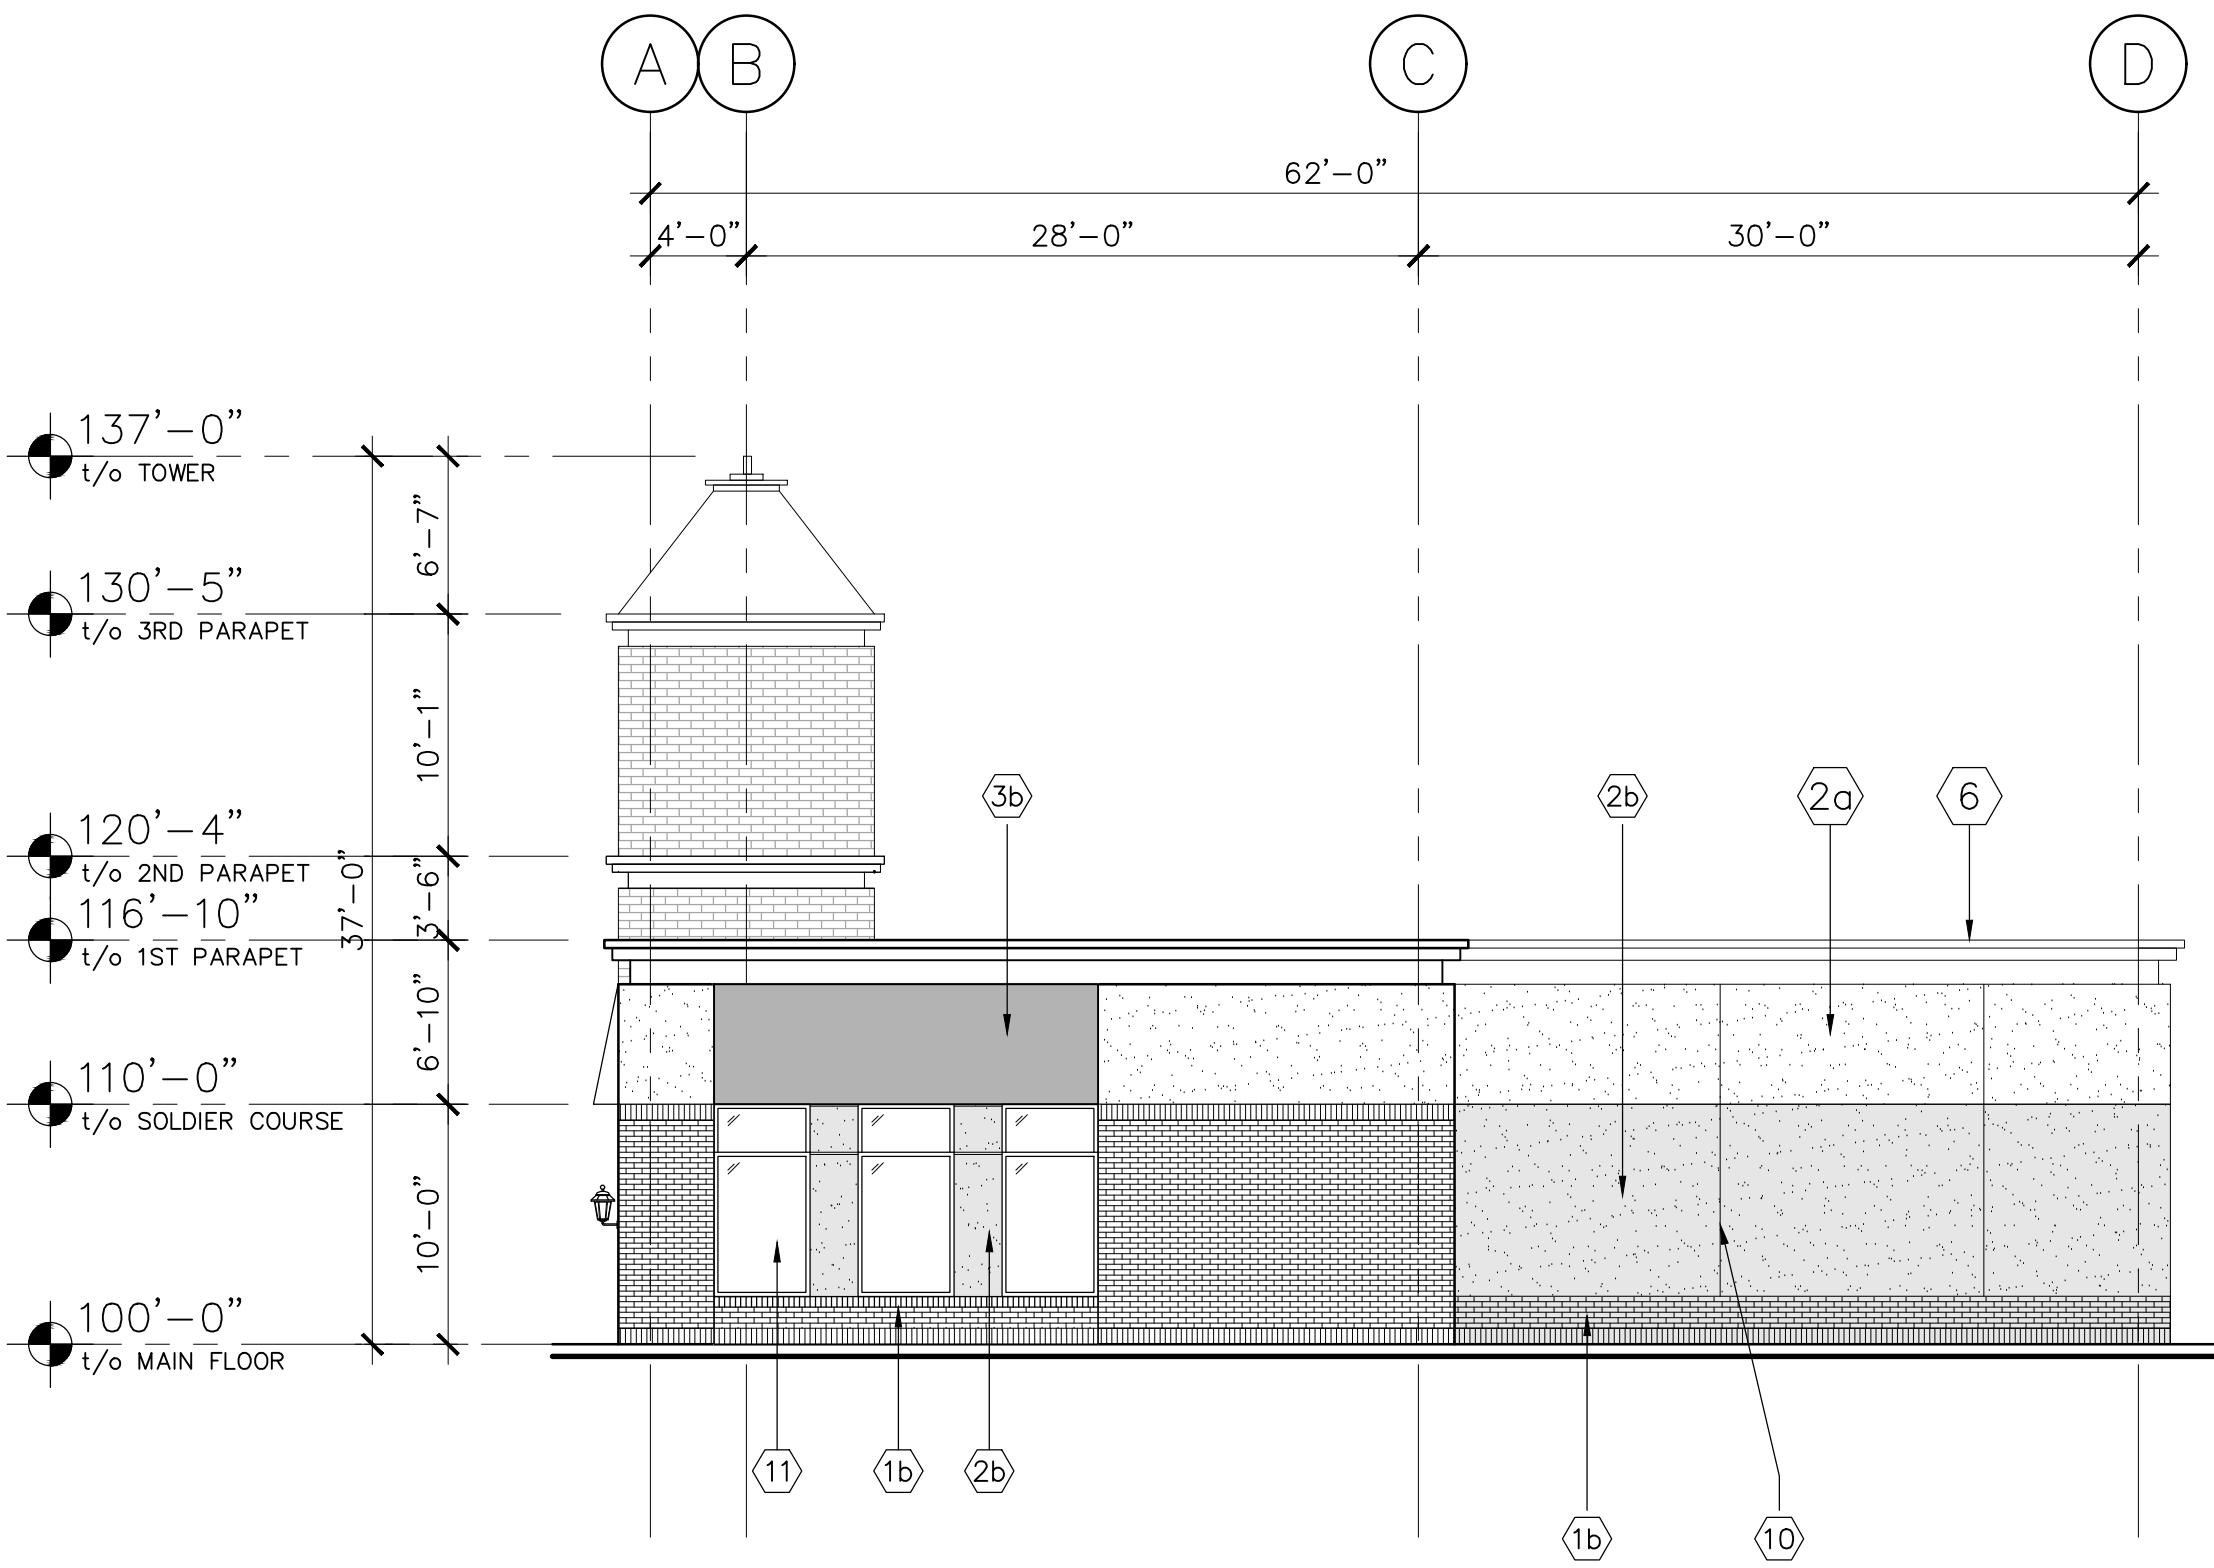 A B C D
62'-0"
4'-0" 28'-0" 30'-0"
137'-0"
t/o TOWER
6'-7"
130'-5"
t/o 3RD PARAPET
10'-1"
3b 2b 2a 6
120'-4"
t/o 2ND PARAPET
37'-0"
3'-6"
116'-10"
t/o 1ST PARAPET
6'-10"
110'-0"
t/o SOLDIER COURSE
10'-0"
100'-0"
t/o MAIN FLOOR
11 1b 2b
1b 10